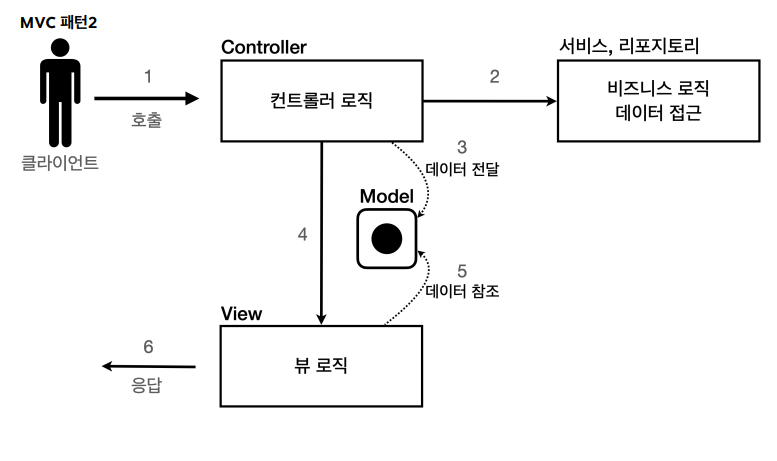 MVC 패턴2
Controller
서비스, 리포지토리
1
호출
컨트롤러 로직
2
비즈니스 로직
데이터 접근
클라이언트
3
데이터 전달
Model
4
5
데이터 참조
View
6
응답
뷰 로직